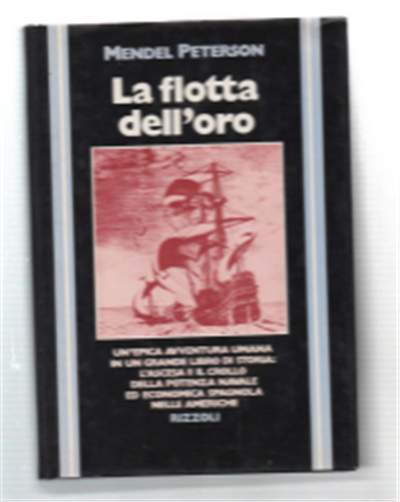 MENDEL PETERSON
La flotta
dell'oro
UN'EPICA AVVENTURA UMANA
IN UN GRANDE LIBRO DI STORIA:
L'ASCESA E IL CROLLO
DELLA POTENZA NAVALE
ED ECONOMICA SPAGNOLA
NELLE AMERICHE
RIZZOLI